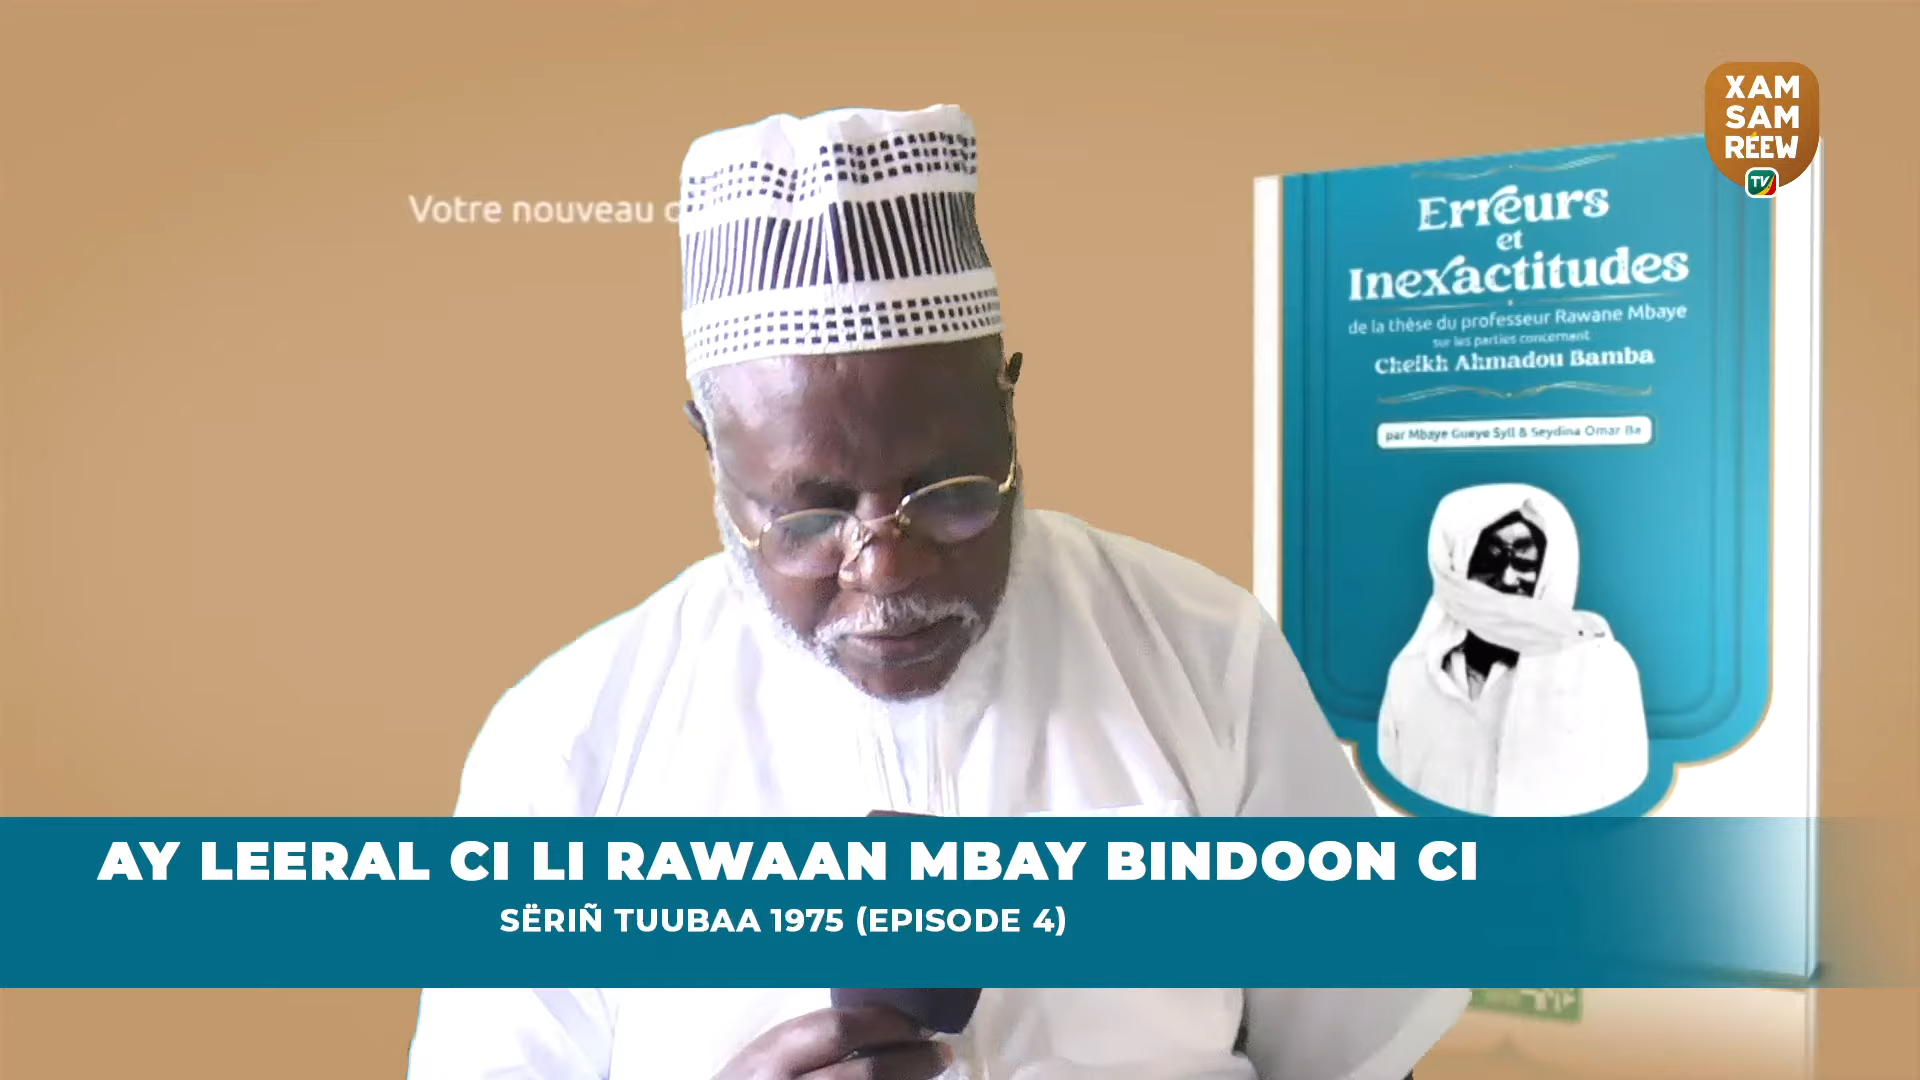 XAM
SAM
RÉEW
TV
Votre nouveau
Erreurs
et
Inexactitudes
de la thèse du professeur Rawane Mbaye
sur les parties concernant
Cheikh Ahmadou Bamba
par Mbaye Gueye Syll & Seydina Omar Ba
AY LEERAL CI LI RAWAAN MBAY BINDOON CI
SËRIÑ TUUBAA 1975 (EPISODE 4)